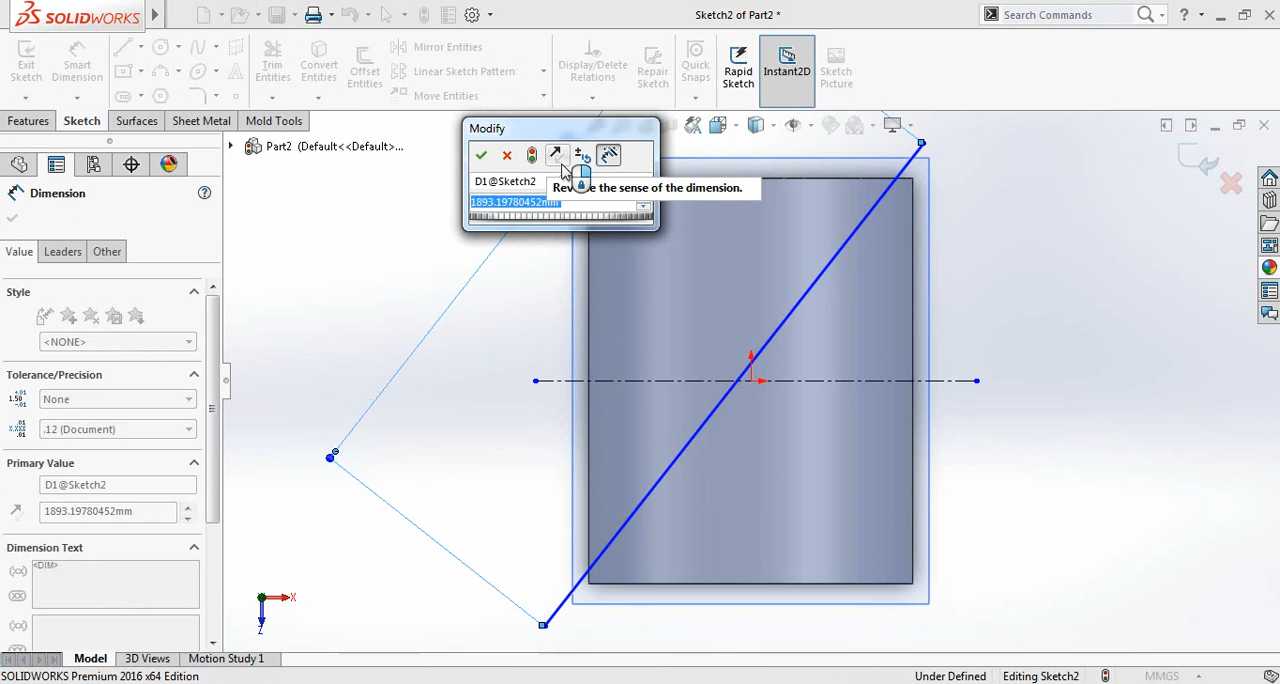 SOLIDWORKS
Sketch2 of Part2 *
Search Commands
?
Exit Sketch
Smart Dimension
Trim Entities
Convert Entities
Offset Entities
Mirror Entities
Linear Sketch Pattern
Move Entities
Display/Delete Relations
Repair Sketch
Quick Snaps
Rapid Sketch
Instant2D
Sketch Picture
Features
Sketch
Surfaces
Sheet Metal
Mold Tools
Part2 (Default<<Default>...
Modify
D1@Sketch2
the sense of the dimension.
1893.19780452mm
Dimension
?
Value
Leaders
Other
Style
<NONE>
Tolerance/Precision
None
.12 (Document)
Primary Value
D1@Sketch2
1893.19780452mm
Dimension Text
<DIM>
X
Z
Model
3D Views
Motion Study 1
SOLIDWORKS Premium 2016 x64 Edition
Under Defined
Editing Sketch2
MMGS